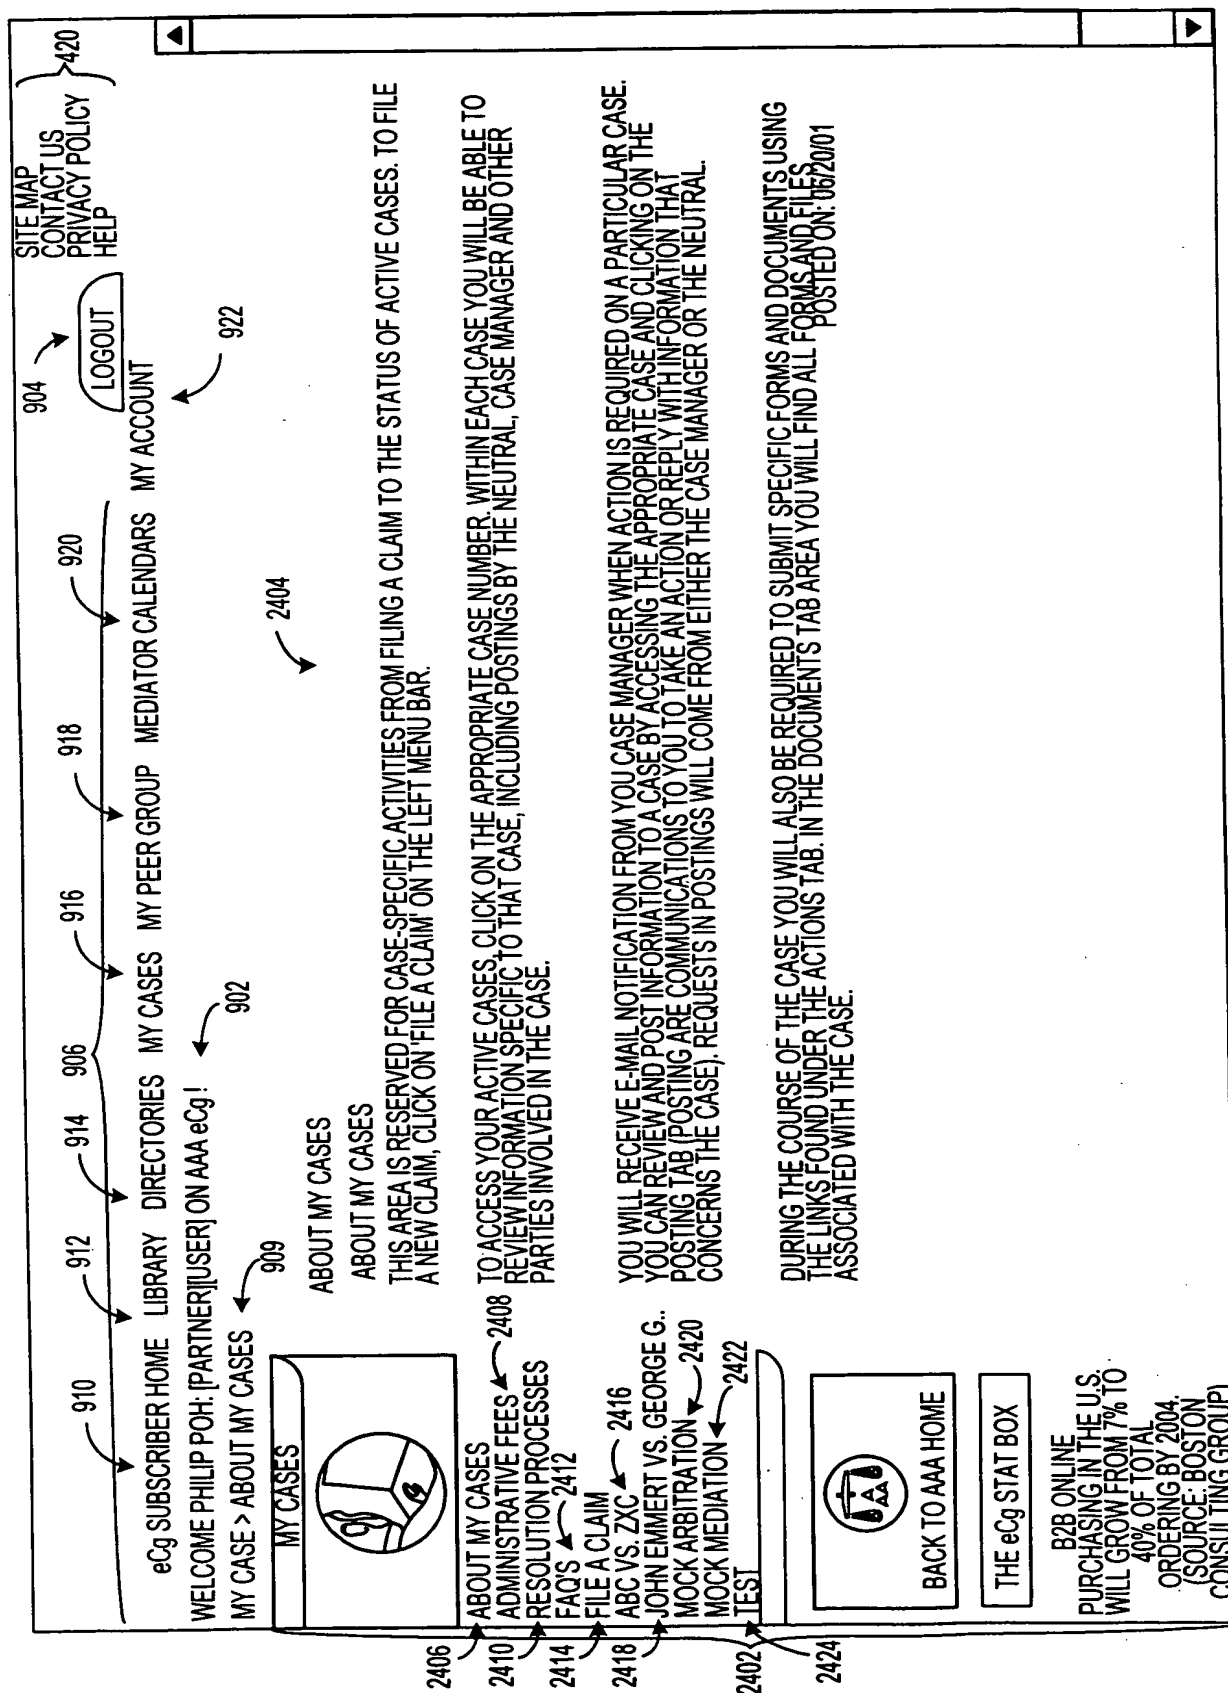 904
SITE MAP
CONTACT US
PRIVACY POLICY
HELP
420
LOGOUT
910
912
914
906
916
918
920
922
eCg SUBSCRIBER HOME LIBRARY DIRECTORIES MY CASES MY PEER GROUP MEDIATOR CALENDARS MY ACCOUNT
WELCOME PHILIP POH: [PARTNER][USER] ON AAA eCg !
902
MY CASE > ABOUT MY CASES
909
MY CASES
2406
ABOUT MY CASES
ADMINISTRATIVE FEES
2408
2410
RESOLUTION PROCESSES
FAQ'S
2412
2414
FILE A CLAIM
ABC VS. ZXC
2416
2418
JOHN EMMERT VS. GEORGE G..
MOCK ARBITRATION
2420
MOCK MEDIATION
2422
2402
TEST
2424
BACK TO AAA HOME
THE eCg STAT BOX
B2B ONLINE
PURCHASING IN THE U.S.
WILL GROW FROM 7% TO
40% OF TOTAL
ORDERING BY 2004.
(SOURCE: BOSTON
CONSULTING GROUP)
2404
ABOUT MY CASES
ABOUT MY CASES
THIS AREA IS RESERVED FOR CASE-SPECIFIC ACTIVITIES FROM FILING A CLAIM TO THE STATUS OF ACTIVE CASES. TO FILE
A NEW CLAIM, CLICK ON 'FILE A CLAIM' ON THE LEFT MENU BAR.
TO ACCESS YOUR ACTIVE CASES, CLICK ON THE APPROPRIATE CASE NUMBER. WITHIN EACH CASE YOU WILL BE ABLE TO
REVIEW INFORMATION SPECIFIC TO THAT CASE, INCLUDING POSTINGS BY THE NEUTRAL, CASE MANAGER AND OTHER
PARTIES INVOLVED IN THE CASE.
YOU WILL RECEIVE E-MAIL NOTIFICATION FROM YOU CASE MANAGER WHEN ACTION IS REQUIRED ON A PARTICULAR CASE.
YOU CAN REVIEW AND POST INFORMATION TO A CASE BY ACCESSING THE APPROPRIATE CASE AND CLICKING ON THE
POSTING TAB (POSTING ARE COMMUNICATIONS TO YOU TO TAKE AN ACTION OR REPLY WITH INFORMATION THAT
CONCERNS THE CASE). REQUESTS IN POSTINGS WILL COME FROM EITHER THE CASE MANAGER OR THE NEUTRAL.
DURING THE COURSE OF THE CASE YOU WILL ALSO BE REQUIRED TO SUBMIT SPECIFIC FORMS AND DOCUMENTS USING
THE LINKS FOUND UNDER THE ACTIONS TAB. IN THE DOCUMENTS TAB AREA YOU WILL FIND ALL FORMS AND FILES
ASSOCIATED WITH THE CASE.
POSTED ON: 06/20/01